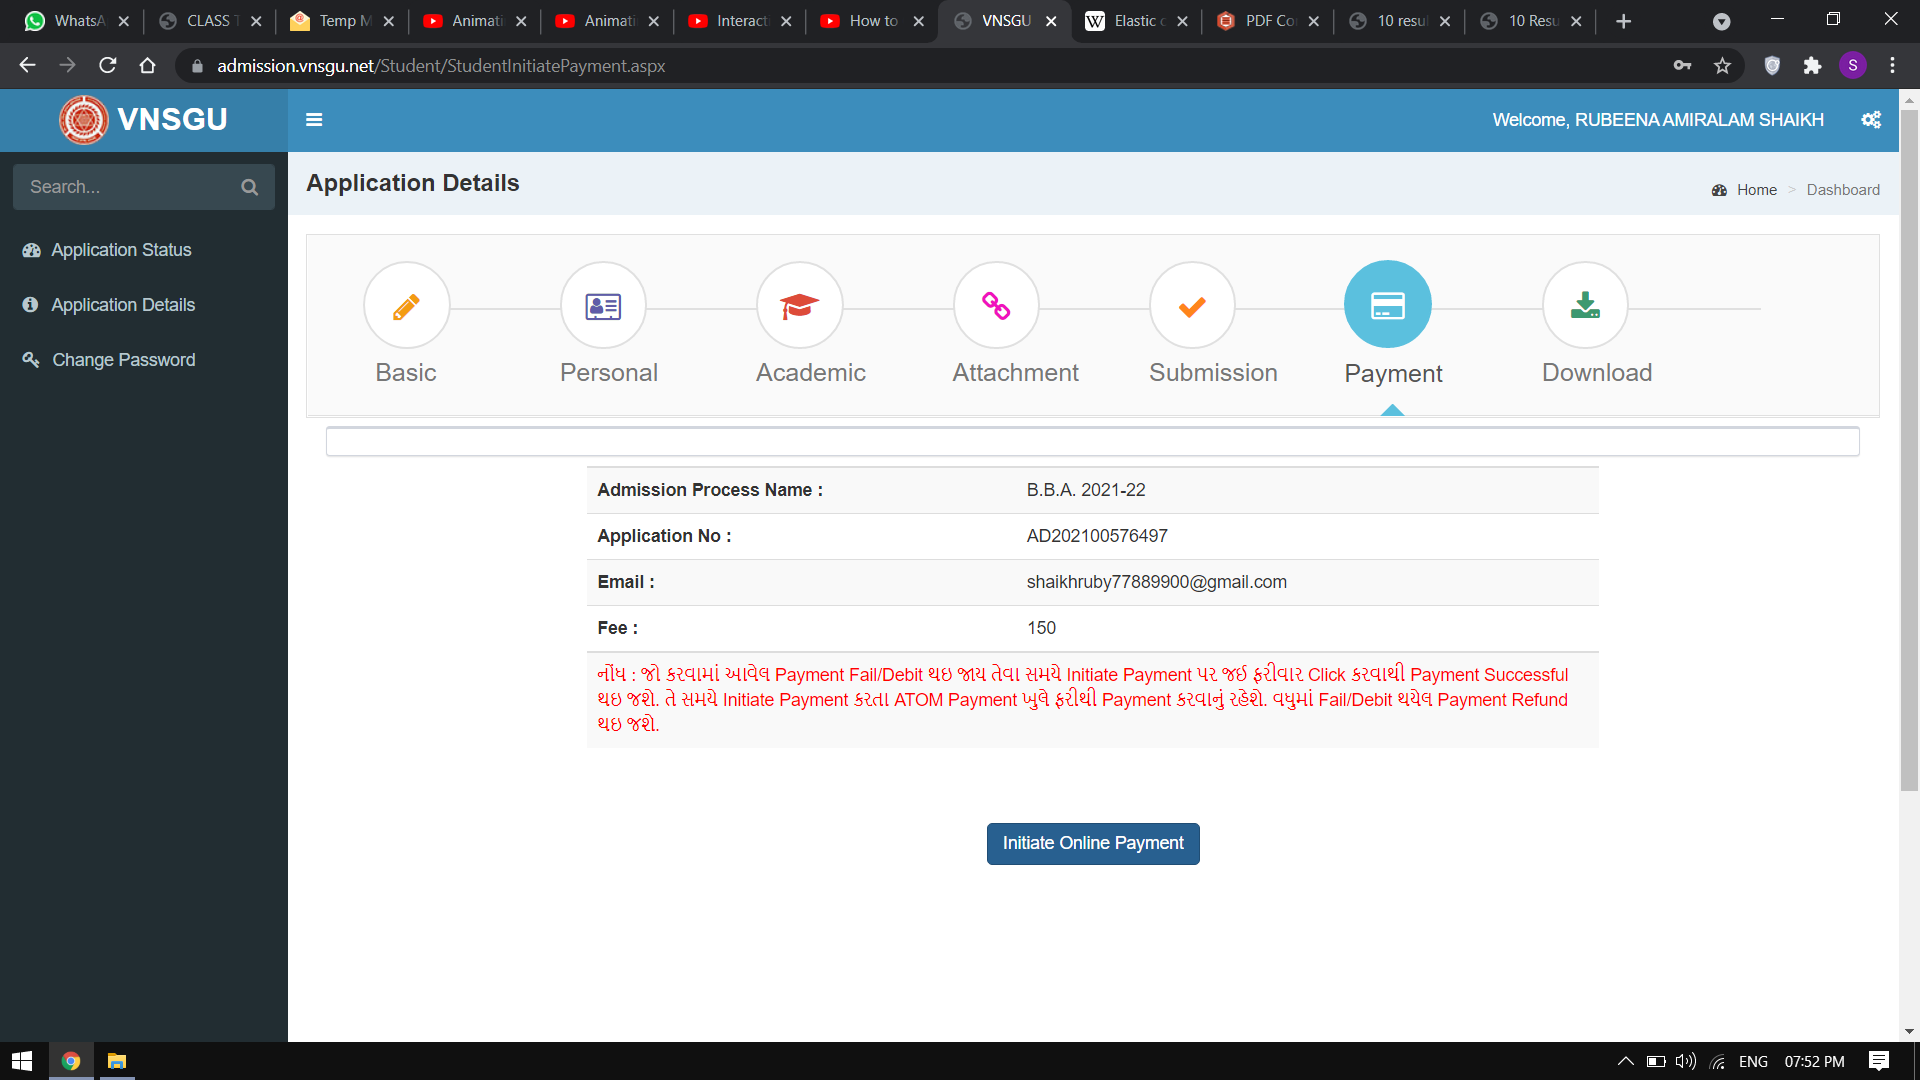 WhatsA
CLASS T
Temp M
Animati
Animati
Interact
How to
VNSGU
Elastic c
PDF Co
10 resul
10 Resu
admission.vnsgu.net/Student/StudentInitiatePayment.aspx
S
VNSGU
Welcome, RUBEENA AMIRALAM SHAIKH
Search...
Application Details
Home > Dashboard
Application Status
Application Details
Change Password
Basic
Personal
Academic
Attachment
Submission
Payment
Download
Admission Process Name : B.B.A. 2021-22
Application No : AD202100576497
Email : shaikhruby77889900@gmail.com
Fee : 150
નોંધ : જો કરવામાં આવેલ Payment Fail/Debit થઇ જાય તેવા સમયે Initiate Payment પર જઈ ફરીવાર Click કરવાથી Payment Successful
થઇ જશે. તે સમયે Initiate Payment કરતા ATOM Payment ખુલે ફરીથી Payment કરવાનું રહેશે. વધુમાં Fail/Debit થયેલ Payment Refund
થઇ જશે.
Initiate Online Payment
ENG
07:52 PM